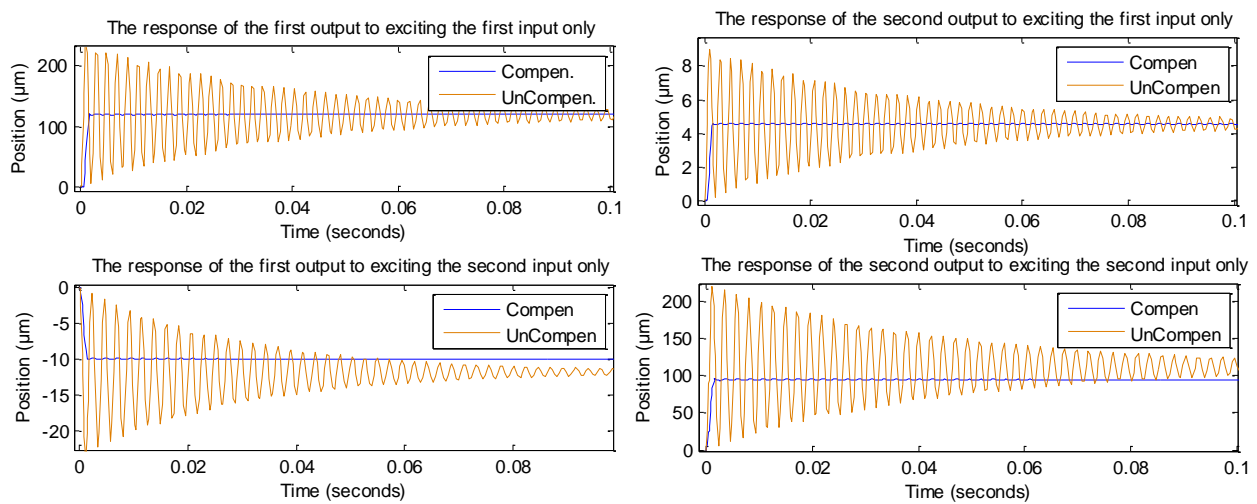 The response of the first output to exciting the first input only
Position (µm)
200
100
0
Compen.
UnCompen.
0
0.02
0.04
0.06
0.08
0.1
Time (seconds)
The response of the second output to exciting the first input only
Position (µm)
8
6
4
2
0
Compen
UnCompen
0
0.02
0.04
0.06
0.08
0.1
Time (seconds)
The response of the first output to exciting the second input only
Position (µm)
0
-5
-10
-15
-20
Compen
UnCompen
0
0.02
0.04
0.06
0.08
Time (seconds)
The response of the second output to exciting the second input only
Position (µm)
200
150
100
50
0
Compen
UnCompen
0
0.02
0.04
0.06
0.08
0.1
Time (seconds)